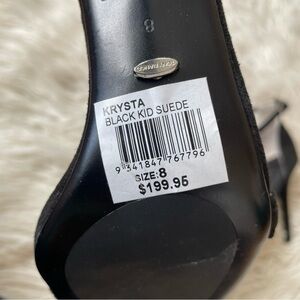 8
KRYSTA
BLACK KID SUEDE
9 341847 767796
SIZE:8
$199.95